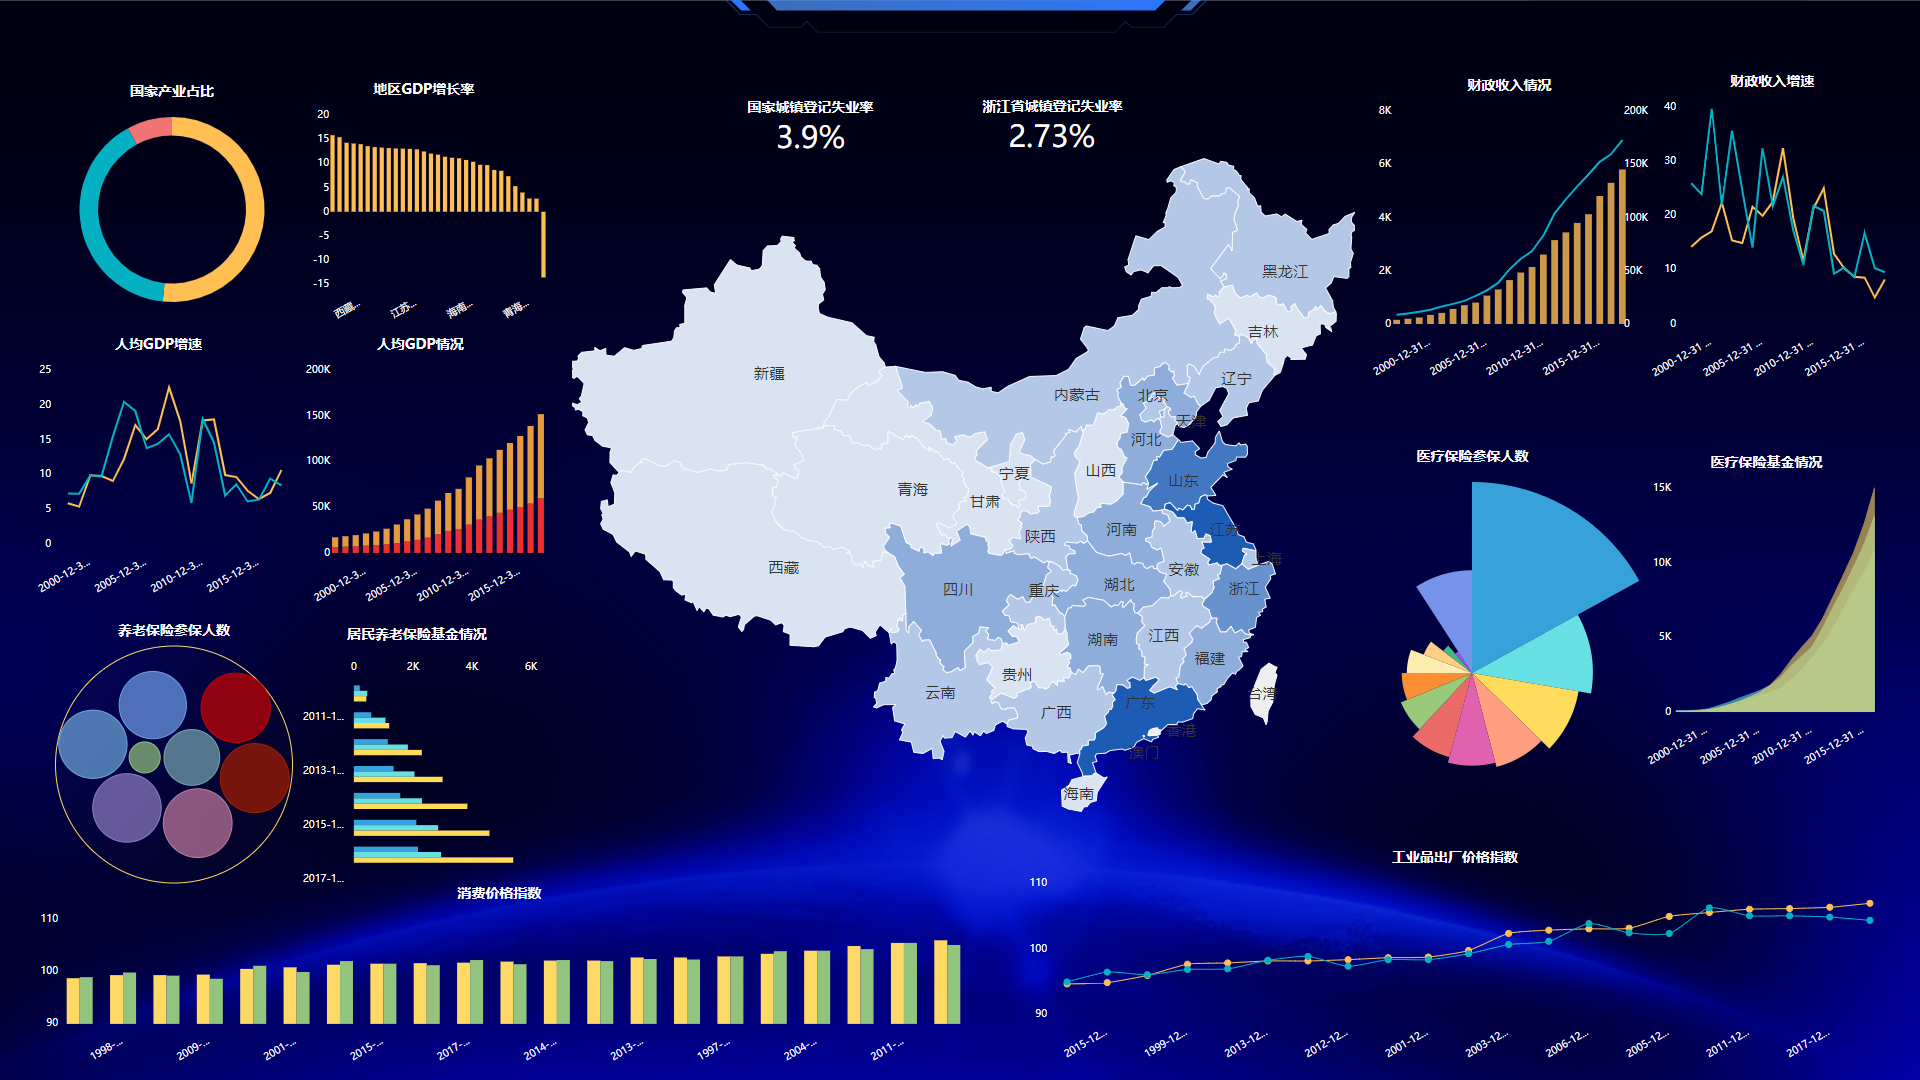 国家产业占比
地区GDP增长率
20
15
10
5
0
-5
-10
-15
西藏...
江苏...
海南...
青海...
国家城镇登记失业率
3.9%
浙江省城镇登记失业率
2.73%
财政收入情况
8K
6K
4K
2K
0
200K
150K
100K
50K
0
2000-12-31...
2005-12-31...
2010-12-31...
2015-12-31...
财政收入增速
40
30
20
10
0
2000-12-31 ...
2005-12-31 ...
2010-12-31 ...
2015-12-31 ...
人均GDP增速
25
20
15
10
5
0
2000-12-3...
2005-12-3...
2010-12-3...
2015-12-3...
人均GDP情况
200K
150K
100K
50K
0
2000-12-3...
2005-12-3...
2010-12-3...
2015-12-3...
黑龙江
吉林
辽宁
新疆
内蒙古
北京
天津
河北
山西
山东
宁夏
青海
甘肃
陕西
河南
江苏
上海
安徽
西藏
四川
重庆
湖北
浙江
湖南
江西
福建
贵州
云南
广西
广东
台湾
香港
澳门
海南
医疗保险参保人数
医疗保险基金情况
15K
10K
5K
0
2000-12-31 ...
2005-12-31 ...
2010-12-31 ...
2015-12-31 ...
养老保险参保人数
居民养老保险基金情况
0
2K
4K
6K
2011-1...
2013-1...
2015-1...
2017-1...
消费价格指数
110
100
90
1998-...
2009-...
2001-...
2015-...
2017-...
2014-...
2013-...
1997-...
2004-...
2011-...
工业品出厂价格指数
110
100
90
2015-12...
1999-12...
2013-12...
2012-12...
2001-12...
2003-12...
2006-12...
2005-12...
2011-12...
2017-12...